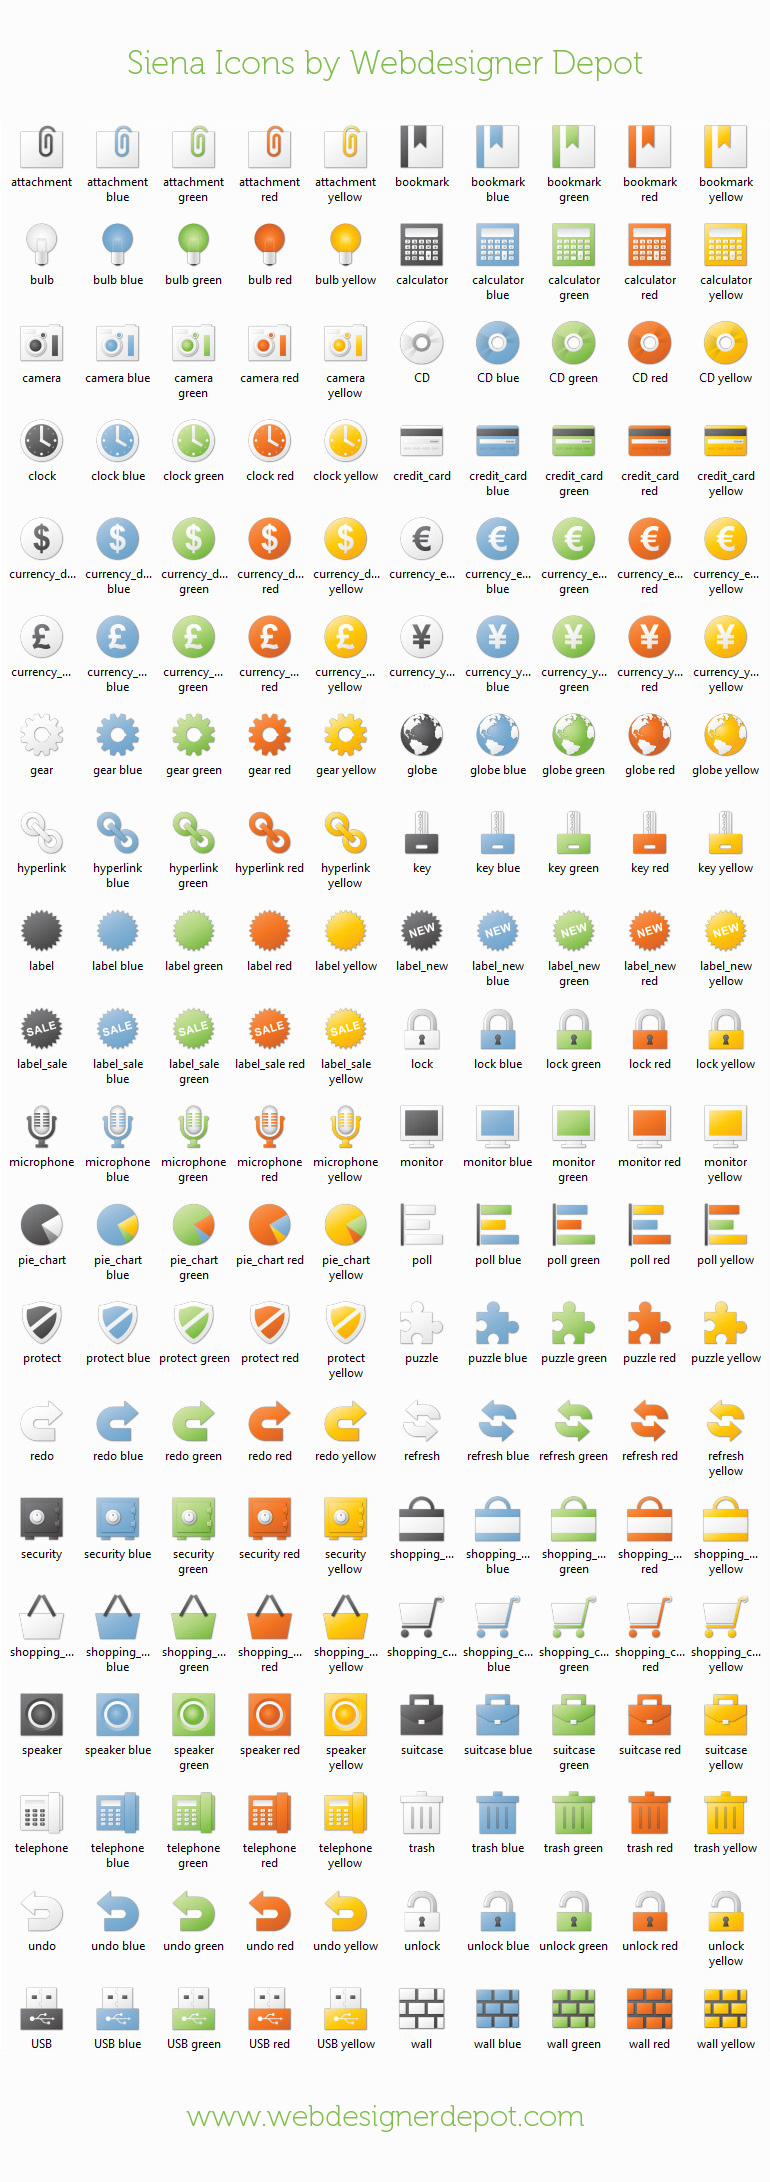 Siena Icons by Webdesigner Depot
attachment attachment attachment attachment attachment bookmark bookmark bookmark bookmark bookmark
blue green red yellow blue green red yellow
bulb bulb blue bulb green bulb red bulb yellow calculator calculator calculator calculator calculator
blue green red yellow
camera camera blue camera camera red camera CD CD blue CD green CD red CD yellow
green yellow
clock clock blue clock green clock red clock yellow credit_card credit_card credit_card credit_card credit_card
blue green red yellow
currency_d... currency_d... currency_d... currency_d... currency_d... currency_e... currency_e... currency_e... currency_e... currency_e...
blue green red yellow blue green red yellow
currency_... currency_... currency_... currency_... currency_... currency_y... currency_y... currency_y... currency_y... currency_y...
blue green red yellow blue green red yellow
gear gear blue gear green gear red gear yellow globe globe blue globe green globe red globe yellow
hyperlink hyperlink hyperlink hyperlink red hyperlink key key blue key green key red key yellow
blue green yellow
NEW NEW NEW NEW NEW
label label blue label green label red label yellow label_new label_new label_new label_new label_new
blue green red yellow
SALE SALE SALE SALE SALE
label_sale label_sale label_sale label_sale red label_sale lock lock blue lock green lock red lock yellow
blue green yellow
microphone microphone microphone microphone microphone monitor monitor blue monitor monitor red monitor
blue green red yellow green yellow
pie_chart pie_chart pie_chart pie_chart red pie_chart poll poll blue poll green poll red poll yellow
blue green yellow
protect protect blue protect green protect red protect puzzle puzzle blue puzzle green puzzle red puzzle yellow
yellow
redo redo blue redo green redo red redo yellow refresh refresh blue refresh green refresh red refresh
yellow
security security blue security security red security shopping_... shopping_... shopping_... shopping_... shopping_...
green yellow blue green red yellow
shopping_... shopping_... shopping_... shopping_... shopping_... shopping_c... shopping_c... shopping_c... shopping_c... shopping_c...
blue green red yellow blue green red yellow
speaker speaker blue speaker speaker red speaker suitcase suitcase blue suitcase suitcase red suitcase
green yellow green yellow
telephone telephone telephone telephone telephone trash trash blue trash green trash red trash yellow
blue green red yellow
undo undo blue undo green undo red undo yellow unlock unlock blue unlock green unlock red unlock
yellow
USB USB blue USB green USB red USB yellow wall wall blue wall green wall red wall yellow
www.webdesignerdepot.com